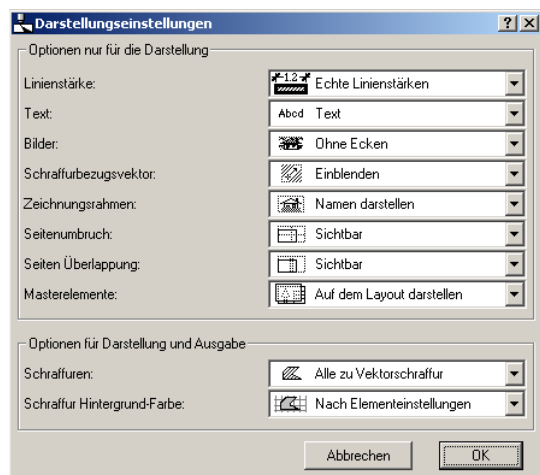 Darstellungseinstellungen
Optionen nur für die Darstellung
Linienstärke: 1.2 Echte Linienstärken
Text: Abcd Text
Bilder: Ohne Ecken
Schraffurbezugsvektor: Einblenden
Zeichnungsrahmen: Namen darstellen
Seitenumbruch: Sichtbar
Seiten Überlappung: Sichtbar
Masterelemente: Auf dem Layout darstellen
Optionen für Darstellung und Ausgabe
Schraffuren: Alle zu Vektorschraffur
Schraffur Hintergrund-Farbe: Nach Elementeinstellungen
Abbrechen OK